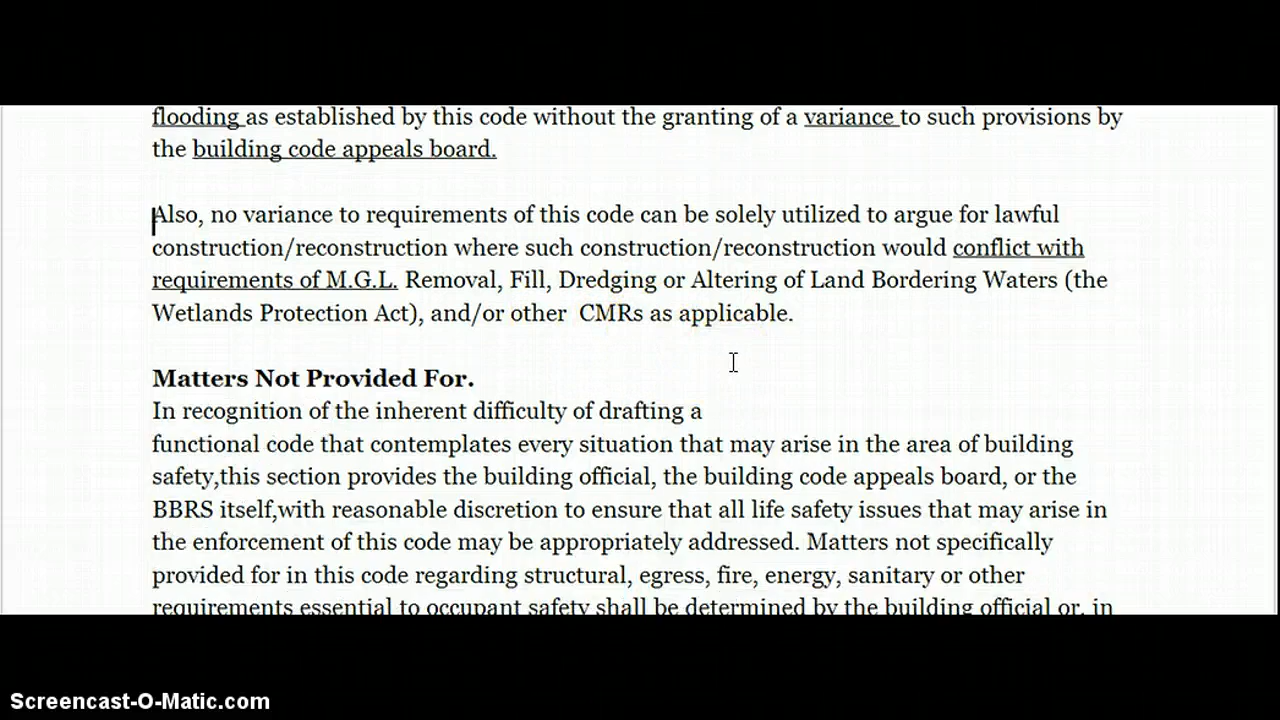 flooding as established by this code without the granting of a variance to such provisions by
the building code appeals board.
Also, no variance to requirements of this code can be solely utilized to argue for lawful
construction/reconstruction where such construction/reconstruction would conflict with
requirements of M.G.L. Removal, Fill, Dredging or Altering of Land Bordering Waters (the
Wetlands Protection Act), and/or other  CMRs as applicable.
Matters Not Provided For.
In recognition of the inherent difficulty of drafting a
functional code that contemplates every situation that may arise in the area of building
safety,this section provides the building official, the building code appeals board, or the
BBRS itself,with reasonable discretion to ensure that all life safety issues that may arise in
the enforcement of this code may be appropriately addressed. Matters not specifically
provided for in this code regarding structural, egress, fire, energy, sanitary or other
requirements essential to occupant safety shall be determined by the building official or, in
Screencast-O-Matic.com